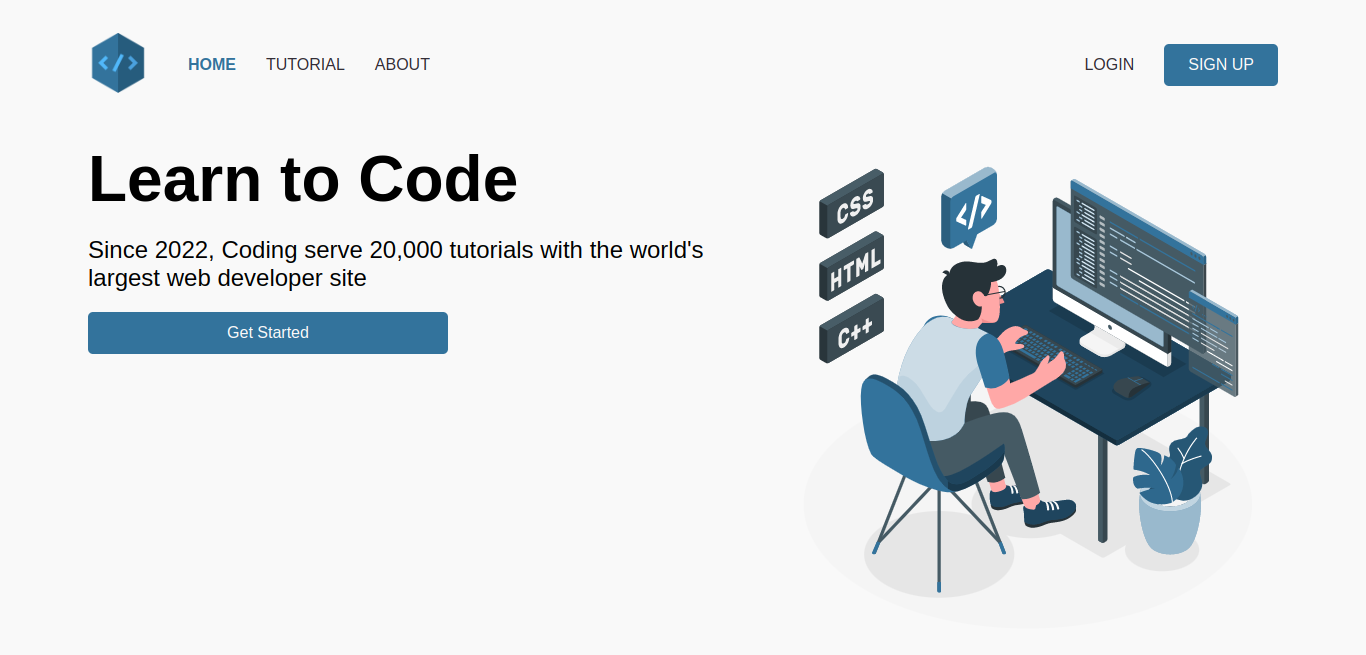 </>
HOME
TUTORIAL
ABOUT
LOGIN
SIGN UP
Learn to Code
Since 2022, Coding serve 20,000 tutorials with the world's
largest web developer site
Get Started
CSS
</>
HTML
C++